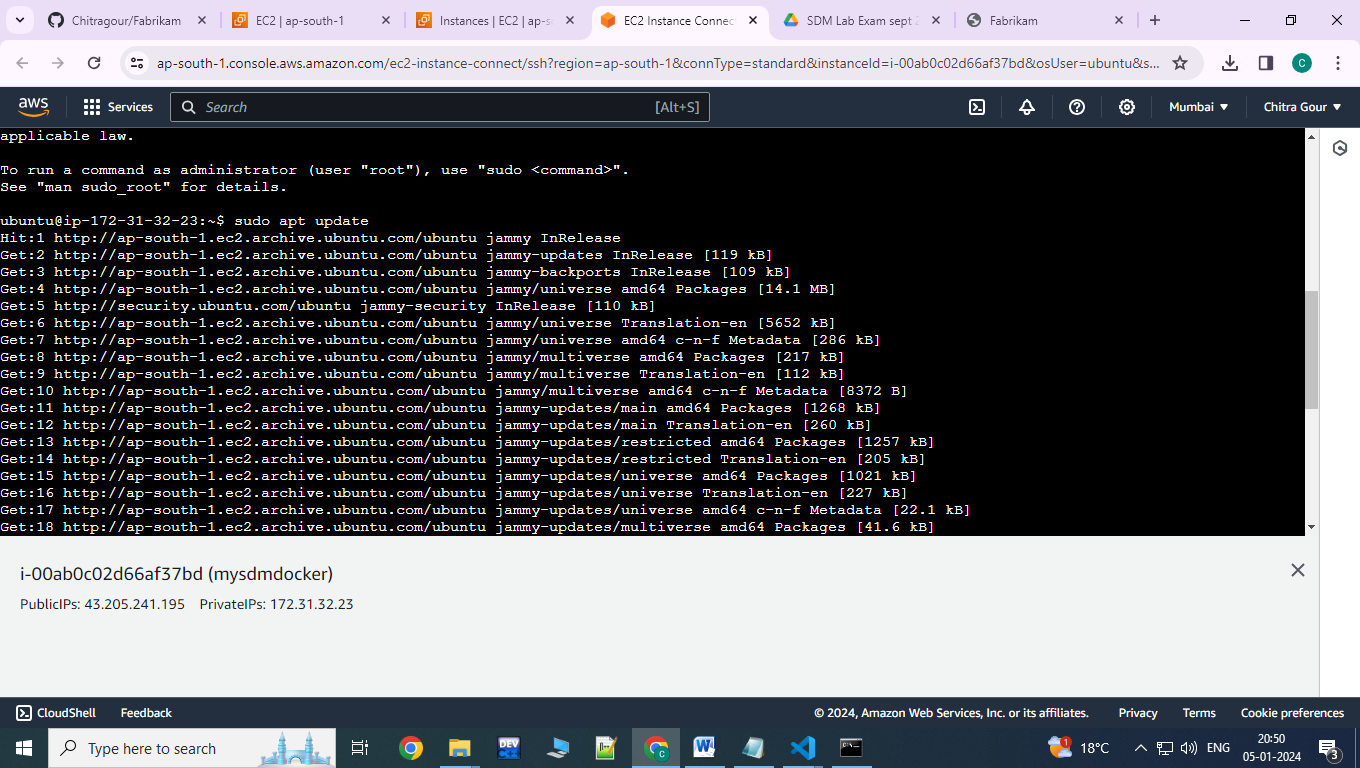 Chitragour/Fabrikam
EC2 | ap-south-1
Instances | EC2 | ap-s
EC2 Instance Connec
SDM Lab Exam sept
Fabrikam
ap-south-1.console.aws.amazon.com/ec2-instance-connect/ssh?region=ap-south-1&connType=standard&instanceId=i-00ab0c02d66af37bd&osUser=ubuntu&s...
C
aws
Services
Search
[Alt+S]
Mumbai
Chitra Gour
applicable law.
To run a command as administrator (user "root"), use "sudo <command>".
See "man sudo_root" for details.
ubuntu@ip-172-31-32-23:~$ sudo apt update
Hit:1 http://ap-south-1.ec2.archive.ubuntu.com/ubuntu jammy InRelease
Get:2 http://ap-south-1.ec2.archive.ubuntu.com/ubuntu jammy-updates InRelease [119 kB]
Get:3 http://ap-south-1.ec2.archive.ubuntu.com/ubuntu jammy-backports InRelease [109 kB]
Get:4 http://ap-south-1.ec2.archive.ubuntu.com/ubuntu jammy/universe amd64 Packages [14.1 MB]
Get:5 http://security.ubuntu.com/ubuntu jammy-security InRelease [110 kB]
Get:6 http://ap-south-1.ec2.archive.ubuntu.com/ubuntu jammy/universe Translation-en [5652 kB]
Get:7 http://ap-south-1.ec2.archive.ubuntu.com/ubuntu jammy/universe amd64 c-n-f Metadata [286 kB]
Get:8 http://ap-south-1.ec2.archive.ubuntu.com/ubuntu jammy/multiverse amd64 Packages [217 kB]
Get:9 http://ap-south-1.ec2.archive.ubuntu.com/ubuntu jammy/multiverse Translation-en [112 kB]
Get:10 http://ap-south-1.ec2.archive.ubuntu.com/ubuntu jammy/multiverse amd64 c-n-f Metadata [8372 B]
Get:11 http://ap-south-1.ec2.archive.ubuntu.com/ubuntu jammy-updates/main amd64 Packages [1268 kB]
Get:12 http://ap-south-1.ec2.archive.ubuntu.com/ubuntu jammy-updates/main Translation-en [260 kB]
Get:13 http://ap-south-1.ec2.archive.ubuntu.com/ubuntu jammy-updates/restricted amd64 Packages [1257 kB]
Get:14 http://ap-south-1.ec2.archive.ubuntu.com/ubuntu jammy-updates/restricted Translation-en [205 kB]
Get:15 http://ap-south-1.ec2.archive.ubuntu.com/ubuntu jammy-updates/universe amd64 Packages [1021 kB]
Get:16 http://ap-south-1.ec2.archive.ubuntu.com/ubuntu jammy-updates/universe Translation-en [227 kB]
Get:17 http://ap-south-1.ec2.archive.ubuntu.com/ubuntu jammy-updates/universe amd64 c-n-f Metadata [22.1 kB]
Get:18 http://ap-south-1.ec2.archive.ubuntu.com/ubuntu jammy-updates/multiverse amd64 Packages [41.6 kB]
i-00ab0c02d66af37bd (mysdmdocker)
PublicIPs: 43.205.241.195 PrivateIPs: 172.31.32.23
CloudShell
Feedback
© 2024, Amazon Web Services, Inc. or its affiliates.
Privacy
Terms
Cookie preferences
Type here to search
DEV
1
18°C
ENG
20:50
05-01-2024
3